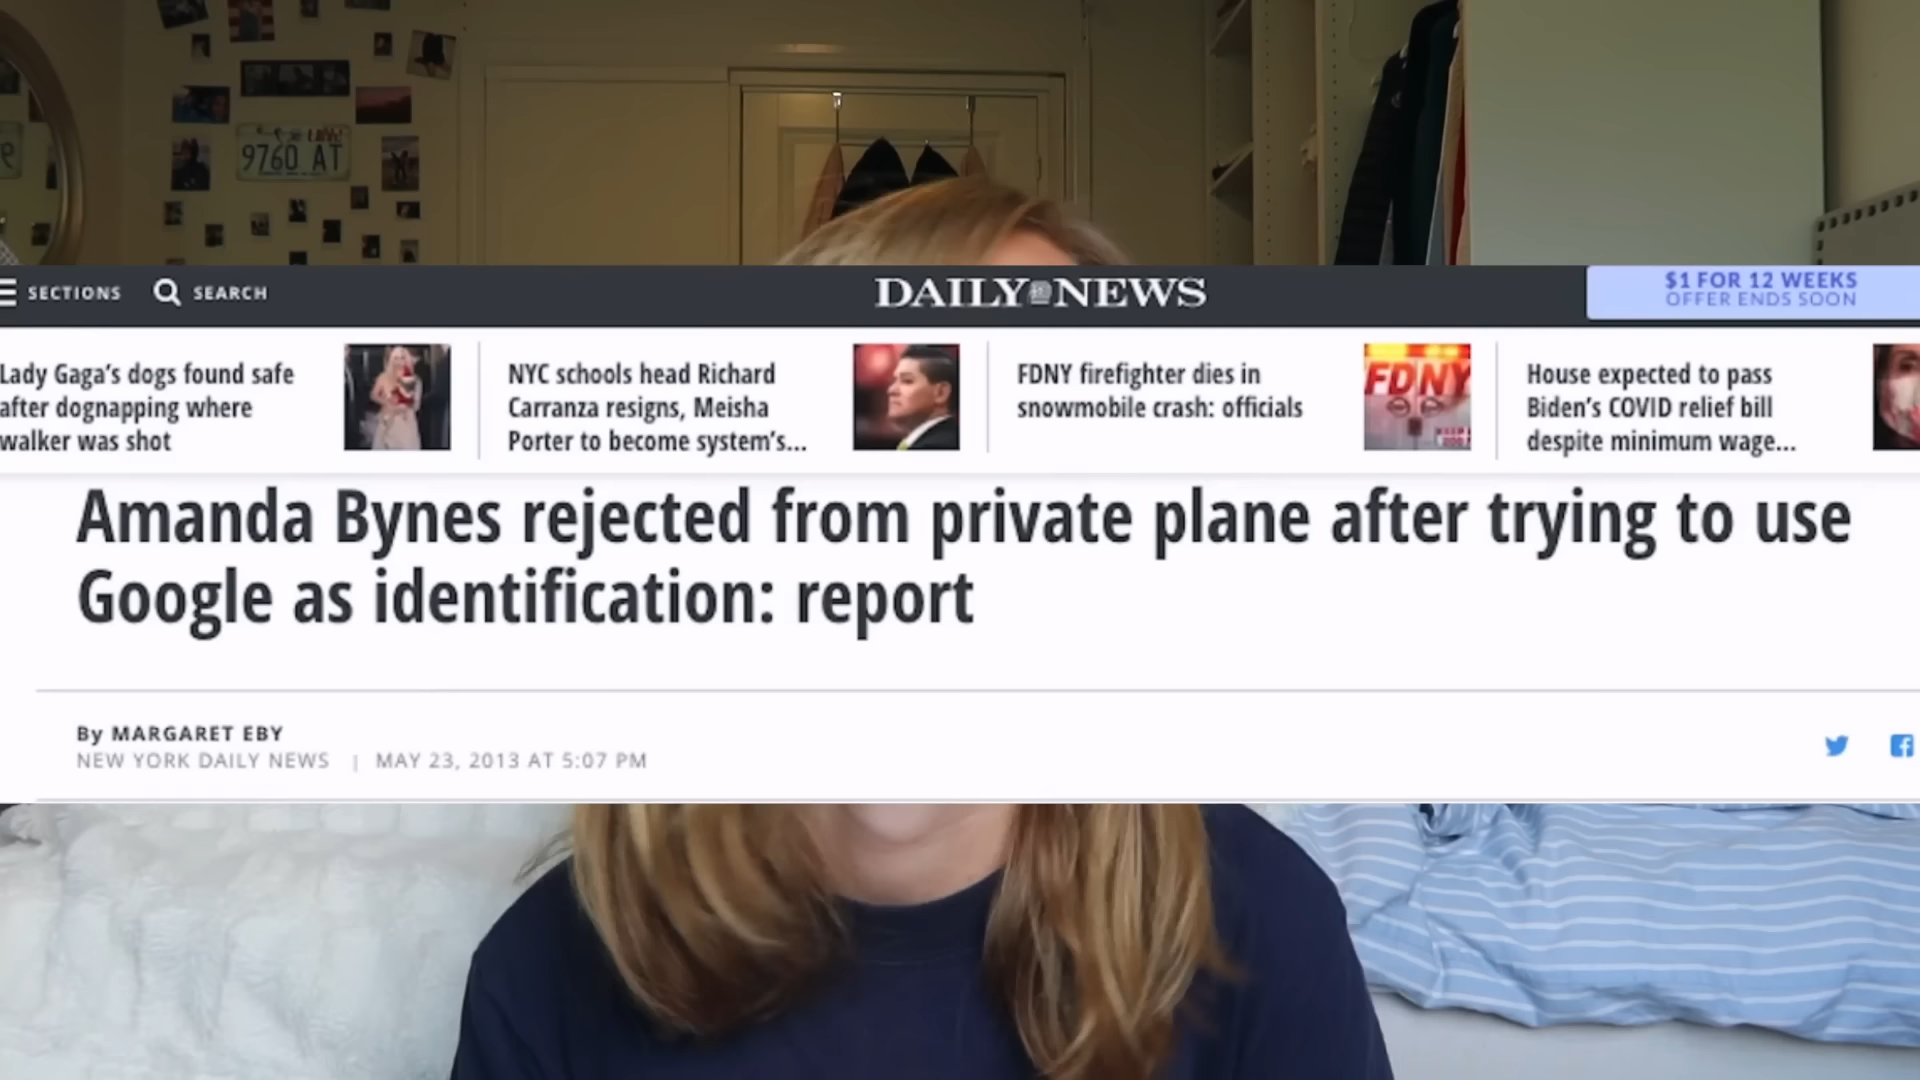 9760 AT
SECTIONS
SEARCH
DAILY NEWS
$1 FOR 12 WEEKS
OFFER ENDS SOON
Lady Gaga's dogs found safe
after dognapping where
walker was shot
NYC schools head Richard
Carranza resigns, Meisha
Porter to become system's...
FDNY firefighter dies in
snowmobile crash: officials
FDNY
House expected to pass
Biden's COVID relief bill
despite minimum wage...
Amanda Bynes rejected from private plane after trying to use
Google as identification: report
By MARGARET EBY
NEW YORK DAILY NEWS | MAY 23, 2013 AT 5:07 PM